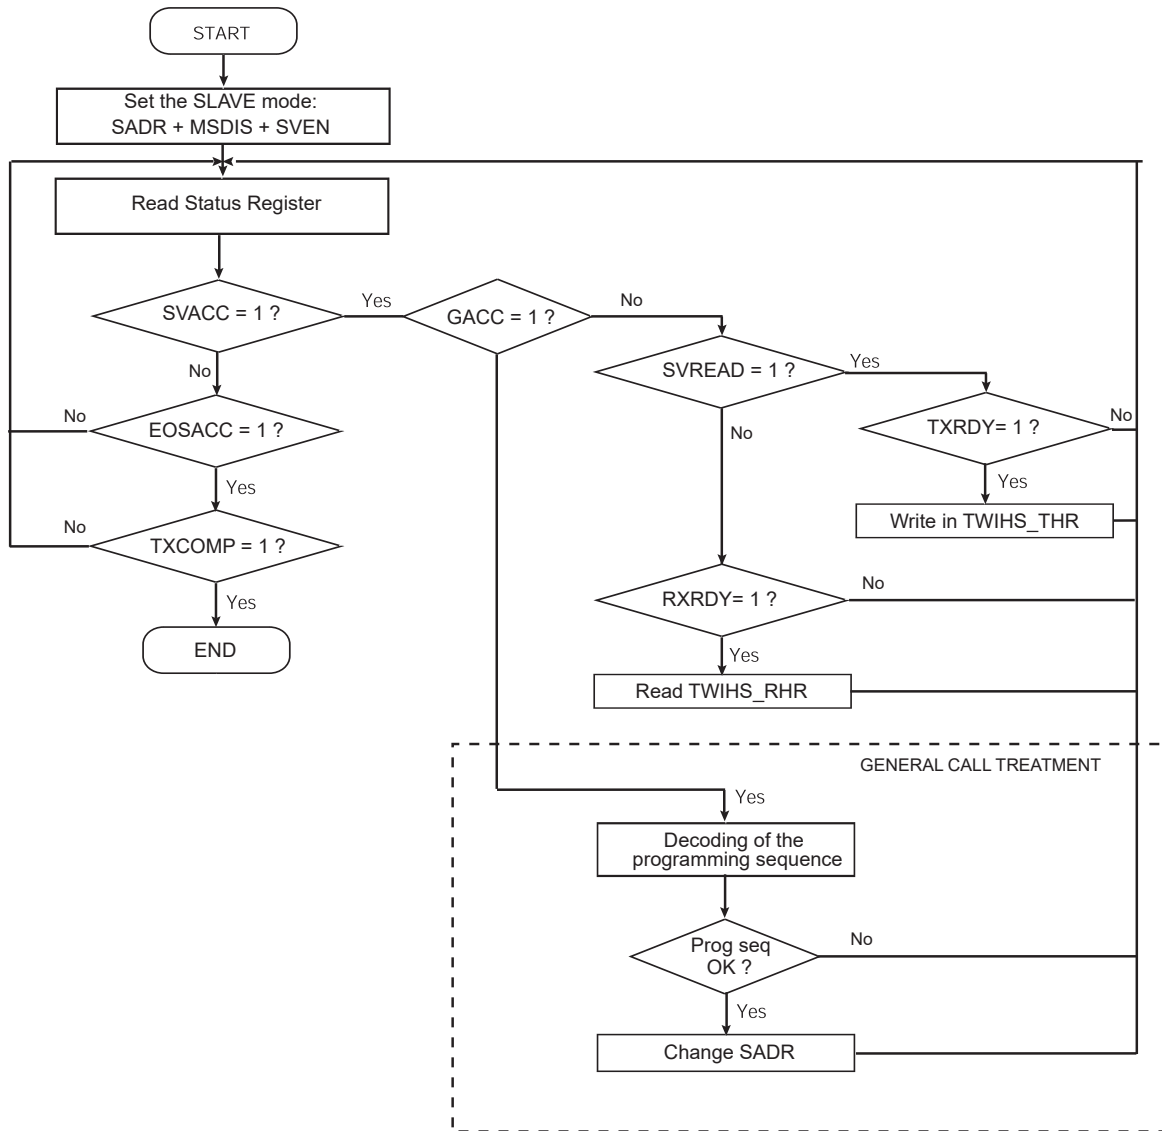 START
Set the SLAVE mode:
SADR + MSDIS + SVEN
Read Status Register
SVACC = 1 ?
Yes
GACC = 1 ?
No
SVREAD = 1 ?
Yes
No
No
EOSACC = 1 ?
No
TXRDY= 1 ?
No
Yes
Yes
Write in TWIHS_THR
No
TXCOMP = 1 ?
Yes
RXRDY= 1 ?
No
END
Yes
Read TWIHS_RHR
GENERAL CALL TREATMENT
Yes
Decoding of the
programming sequence
Prog seq
OK ?
No
Yes
Change SADR